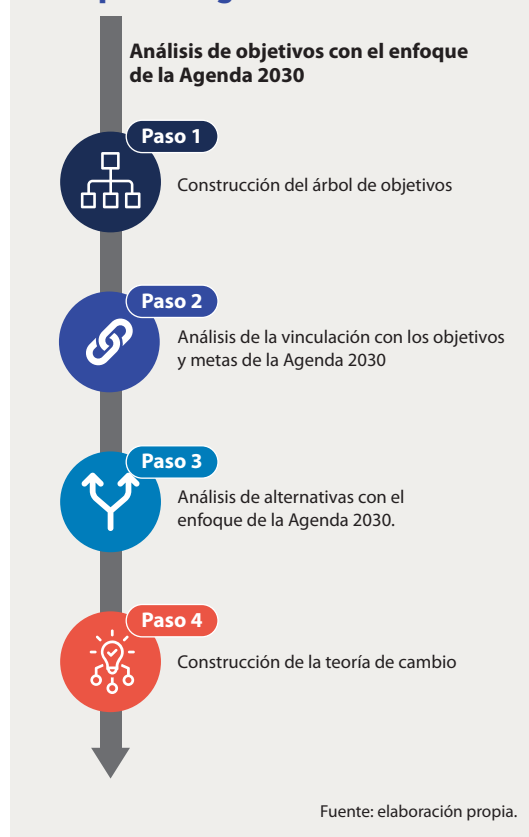 Análisis de objetivos con el enfoque
de la Agenda 2030
Paso 1
Construcción del árbol de objetivos
Paso 2
Análisis de la vinculación con los objetivos
y metas de la Agenda 2030
Paso 3
Análisis de alternativas con el
enfoque de la Agenda 2030.
Paso 4
Construcción de la teoría de cambio
Fuente: elaboración propia.